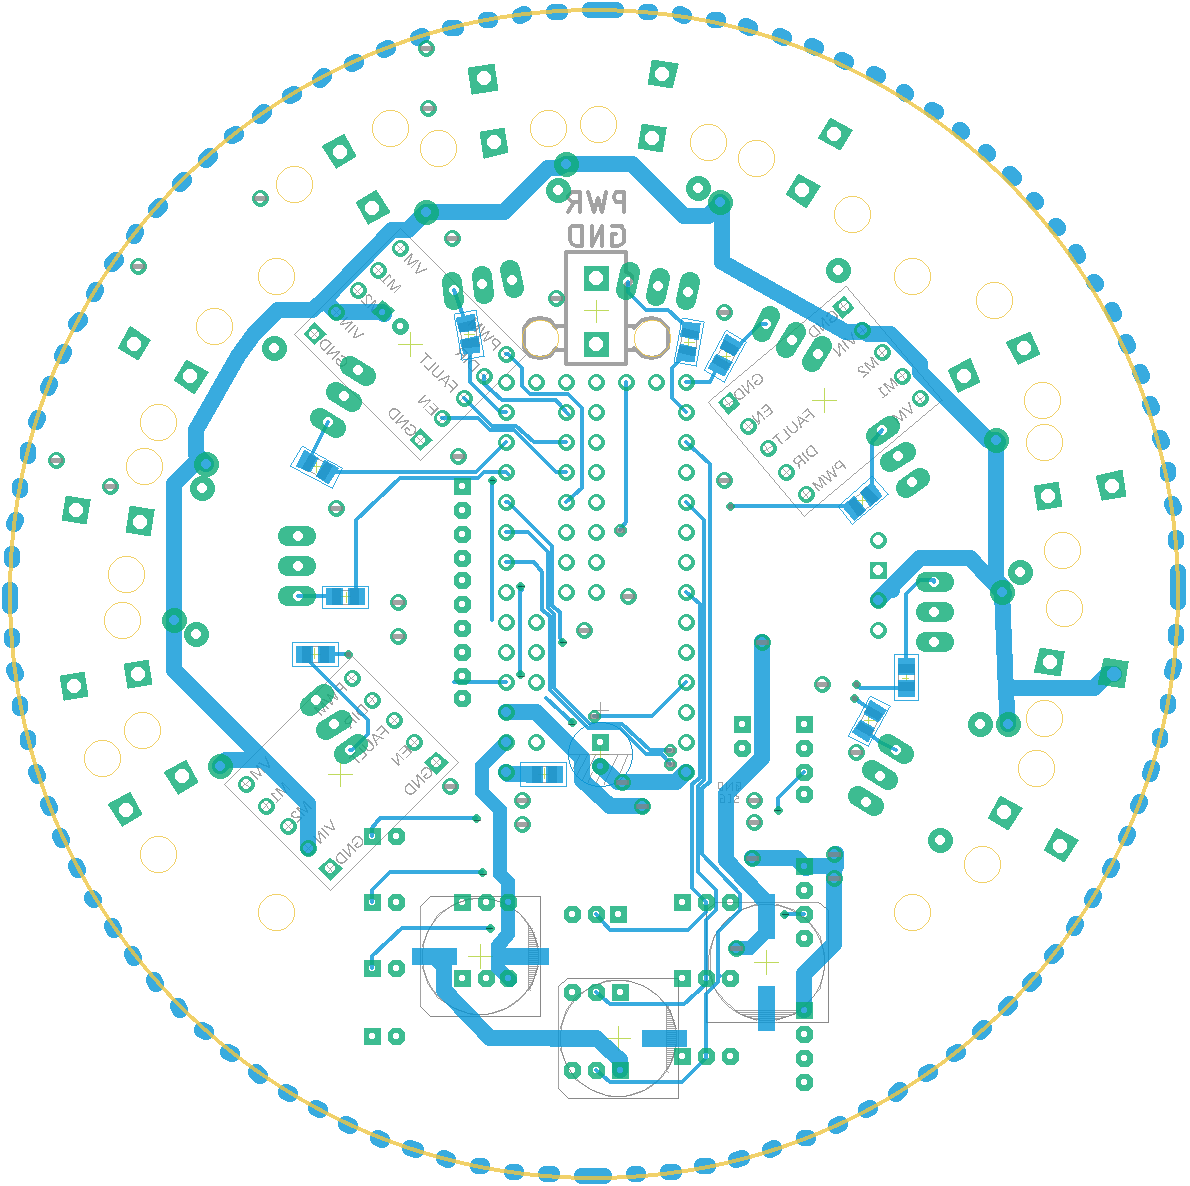 PWR
GND
VM
M1
M2
VIN
GND
PWM
DIR
FAULT
EN
GND
GND
VIN
M2
M1
VM
GND
EN
FAULT
DIR
PWM
PWM
DIR
FAULT
EN
GND
VM
M1
M2
VIN
GND
GND